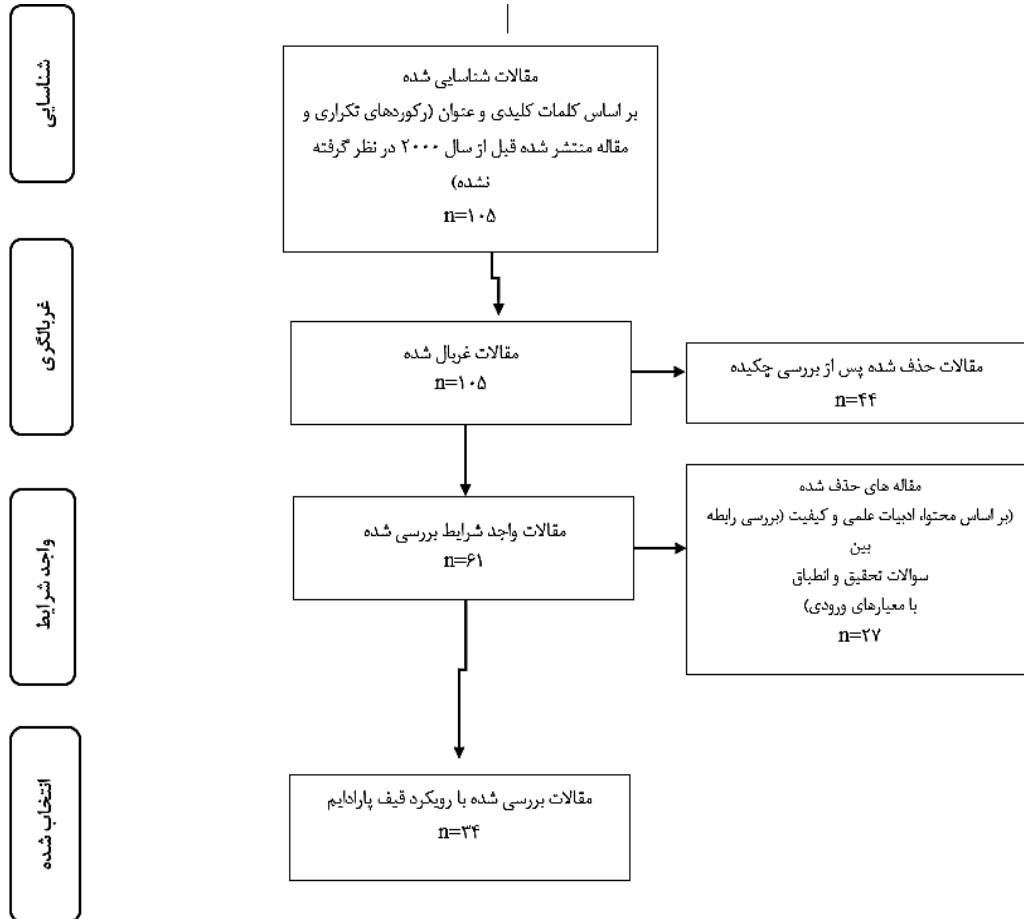 شناسایی
مقالات شناسایی شده
بر اساس کلمات کلیدی و عنوان (رکوردهای تکراری و
مقاله منتشر شده قبل از سال ۲۰۰۰ در نظر گرفته
نشده)
n=۱۰۵
غربالگری
مقالات غربال شده
n=۱۰۵
مقالات حذف شده پس از بررسی چکیده
n=۴۴
واجد شرایط
مقالات واجد شرایط بررسی شده
n=۶۱
مقاله های حذف شده
(بر اساس محتوا، ادبیات علمی و کیفیت (بررسی رابطه
بین
سوالات تحقیق و انطباق
با معیارهای ورودی)
n=۲۷
انتخاب شده
مقالات بررسی شده با رویکرد قیف پارادایم
n=۳۴